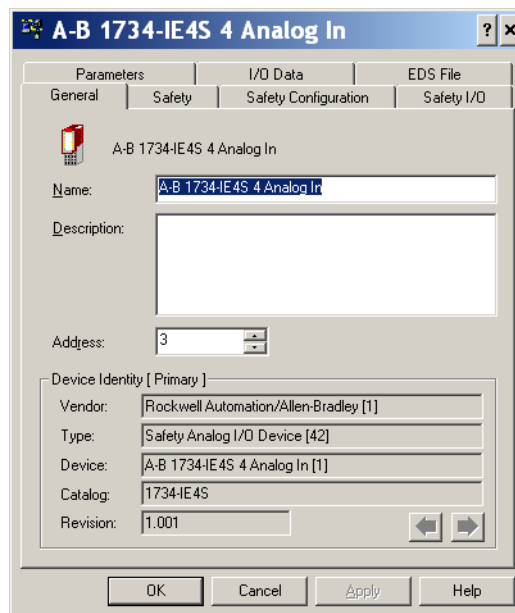 A-B 1734-IE4S 4 Analog In
Parameters I/O Data EDS File
General Safety Safety Configuration Safety I/O
A-B 1734-IE4S 4 Analog In
Name: A-B 1734-IE4S 4 Analog In
Description:
Address: 3
Device Identity [ Primary ]
Vendor: Rockwell Automation/Allen-Bradley [1]
Type: Safety Analog I/O Device [42]
Device: A-B 1734-IE4S 4 Analog In [1]
Catalog: 1734-IE4S
Revision: 1.001
OK Cancel Apply Help